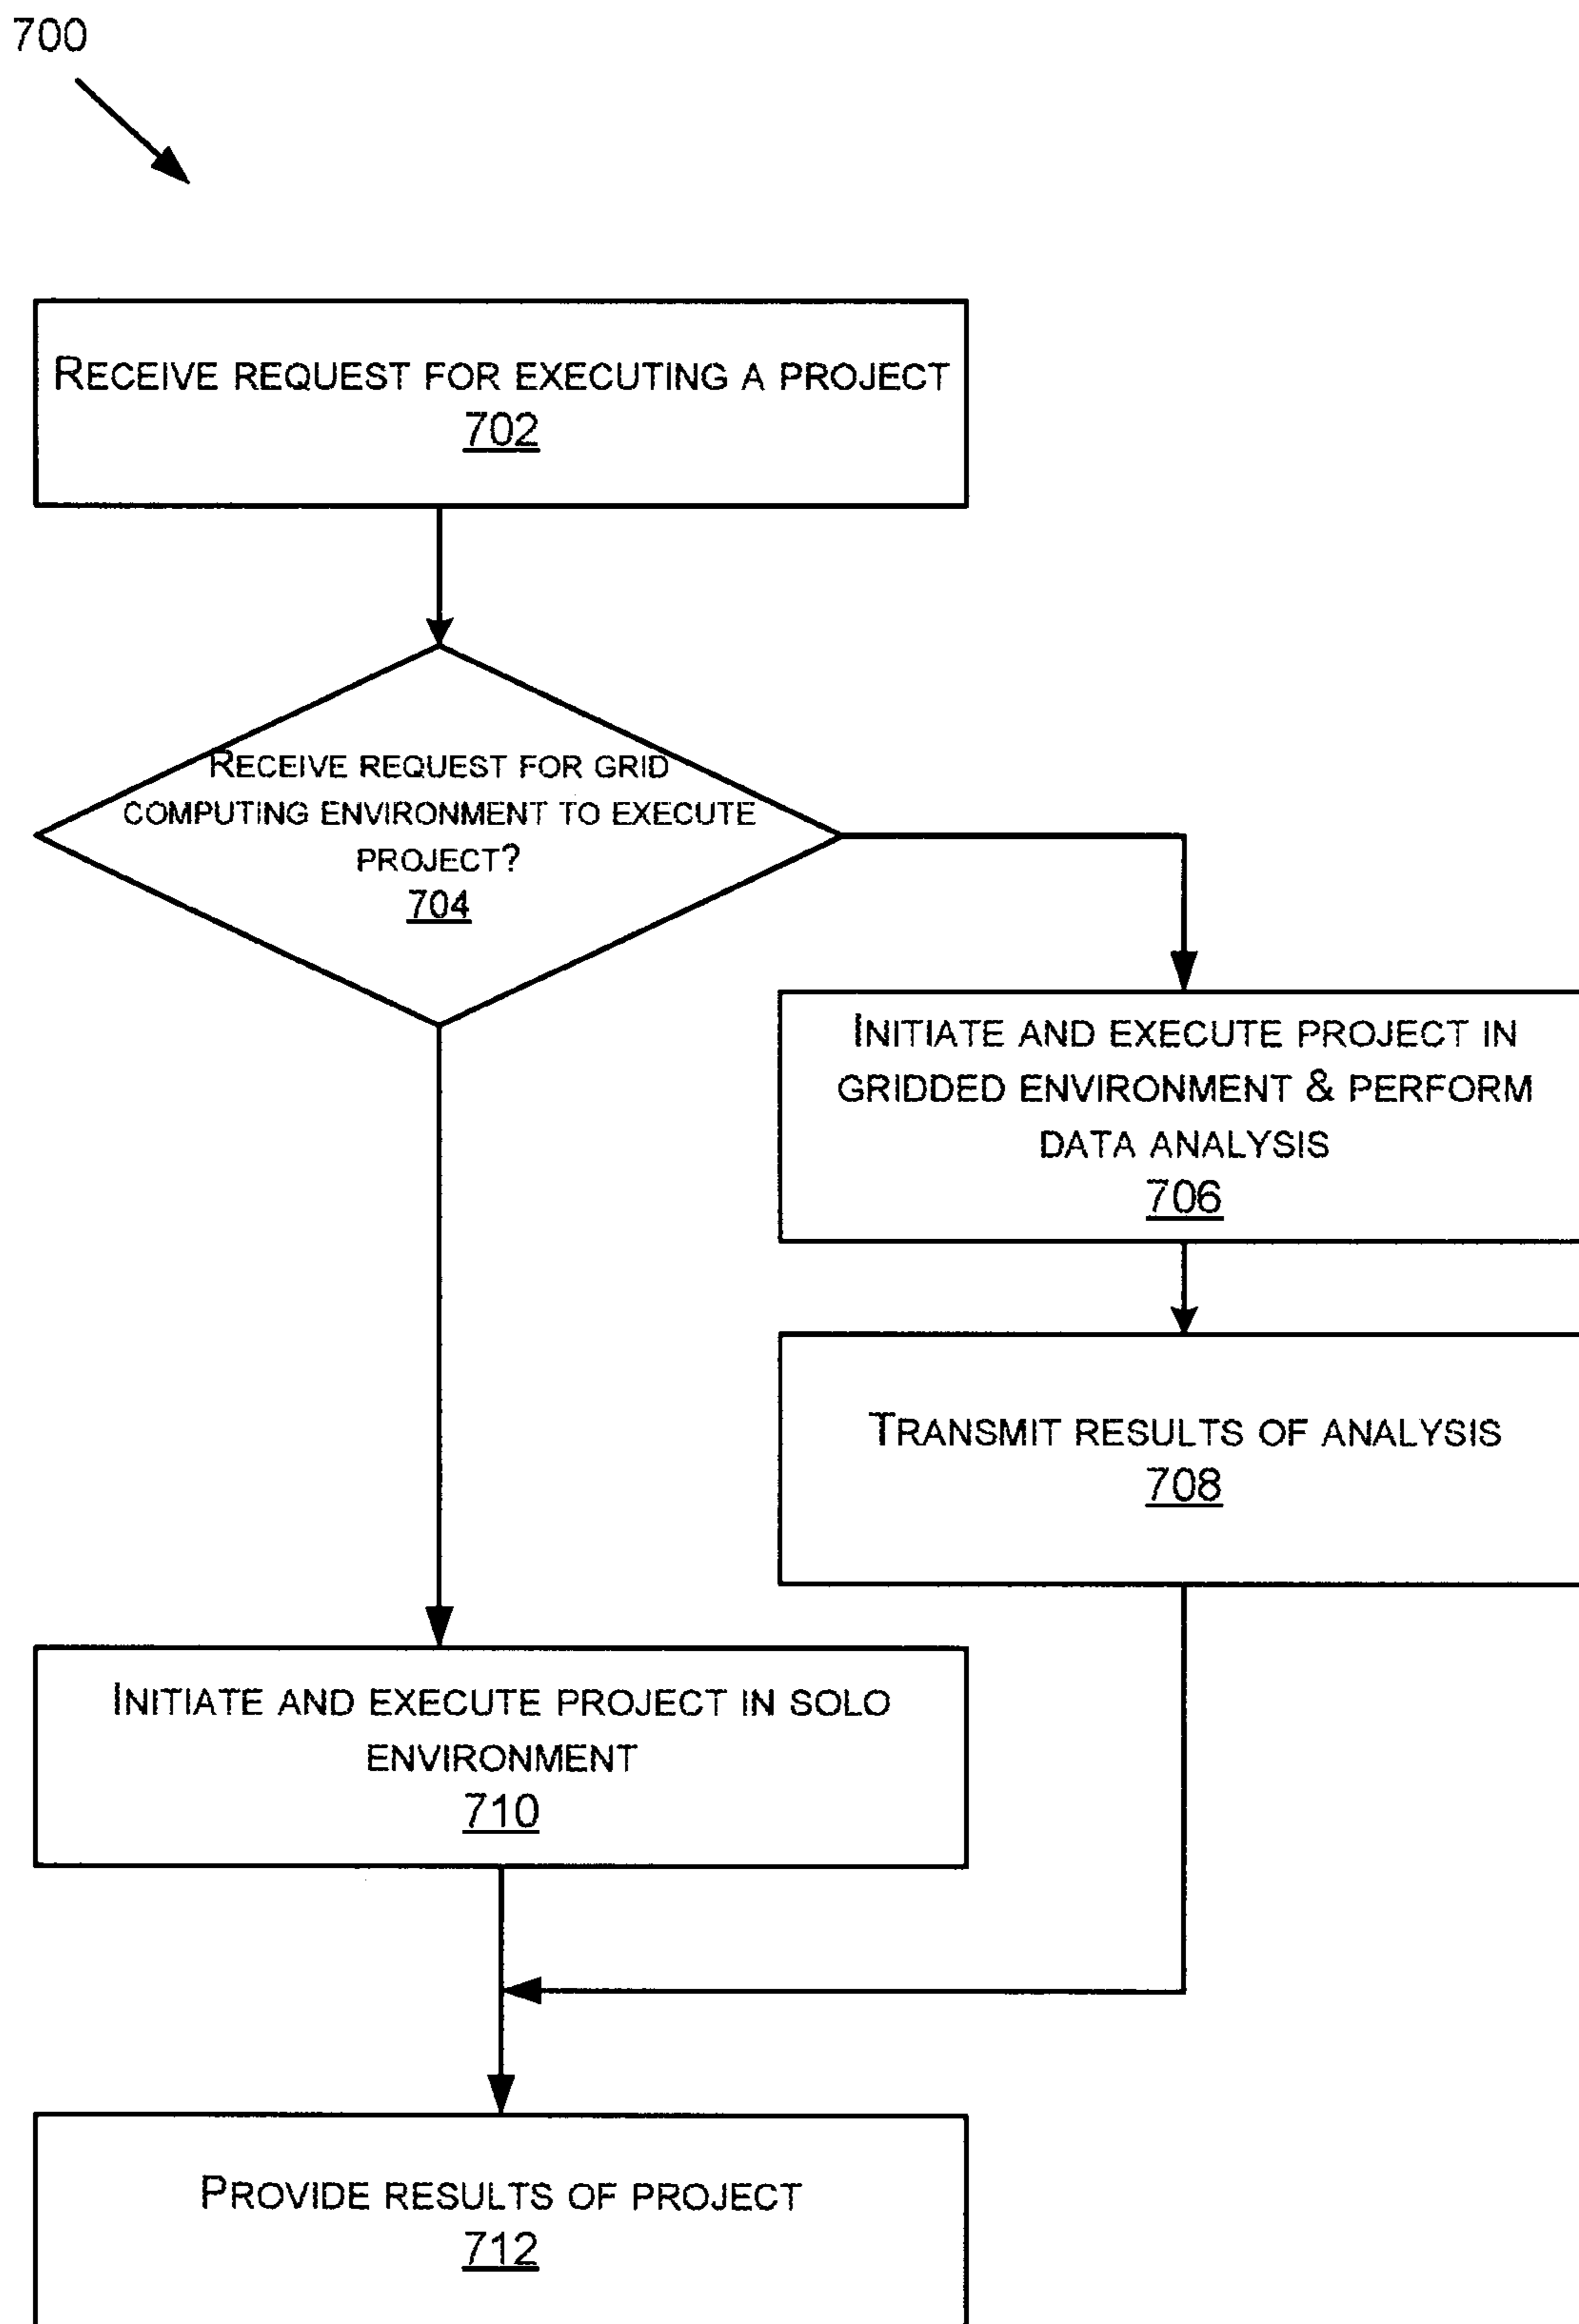 700
RECEIVE REQUEST FOR EXECUTING A PROJECT
702
RECEIVE REQUEST FOR GRID
COMPUTING ENVIRONMENT TO EXECUTE
PROJECT?
704
INITIATE AND EXECUTE PROJECT IN
GRIDDED ENVIRONMENT & PERFORM
DATA ANALYSIS
706
TRANSMIT RESULTS OF ANALYSIS
708
INITIATE AND EXECUTE PROJECT IN SOLO
ENVIRONMENT
710
PROVIDE RESULTS OF PROJECT
712